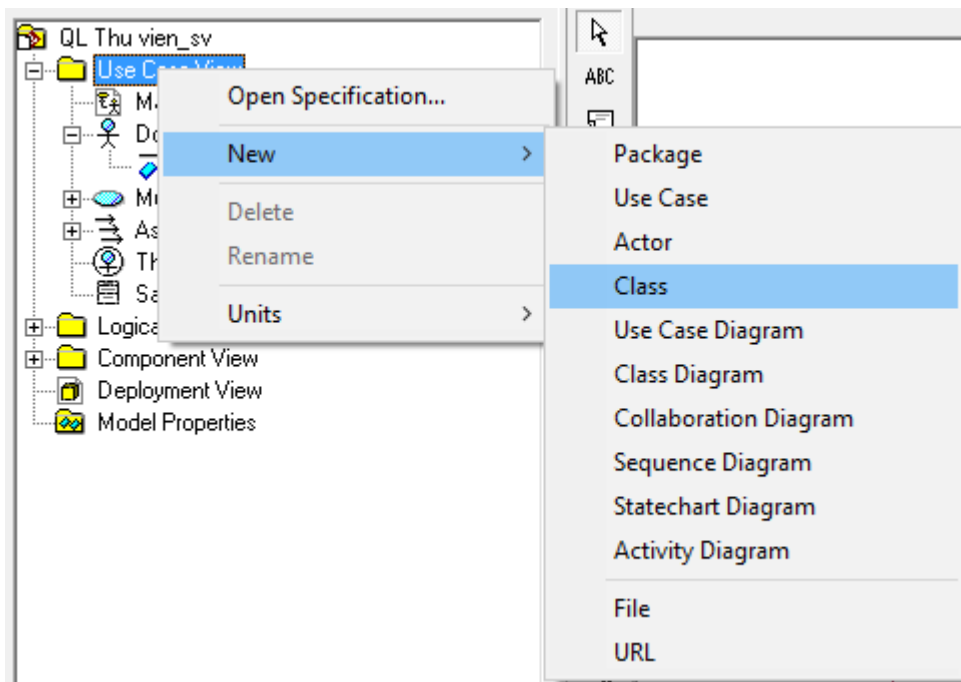 QL Thu vien_sv
Use Case View
Open Specification...
New
Delete
Rename
Units
Component View
Deployment View
Model Properties
ABC
Package
Use Case
Actor
Class
Use Case Diagram
Class Diagram
Collaboration Diagram
Sequence Diagram
Statechart Diagram
Activity Diagram
File
URL